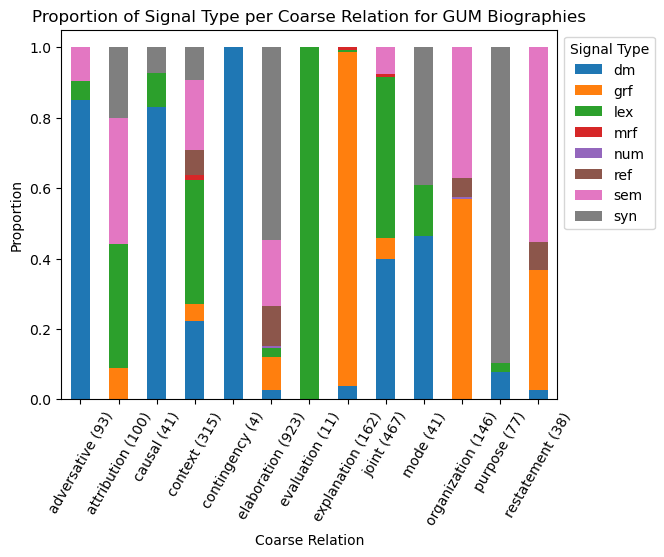 Proportion of Signal Type per Coarse Relation for GUM Biographies
Proportion
1.0
0.8
0.6
0.4
0.2
0.0
adversative (93)
attribution (100)
causal (41)
context (315)
contingency (4)
elaboration (923)
evaluation (11)
explanation (162)
joint (467)
mode (41)
organization (146)
purpose (77)
restatement (38)
Coarse Relation
Signal Type
dm
grf
lex
mrf
num
ref
sem
syn